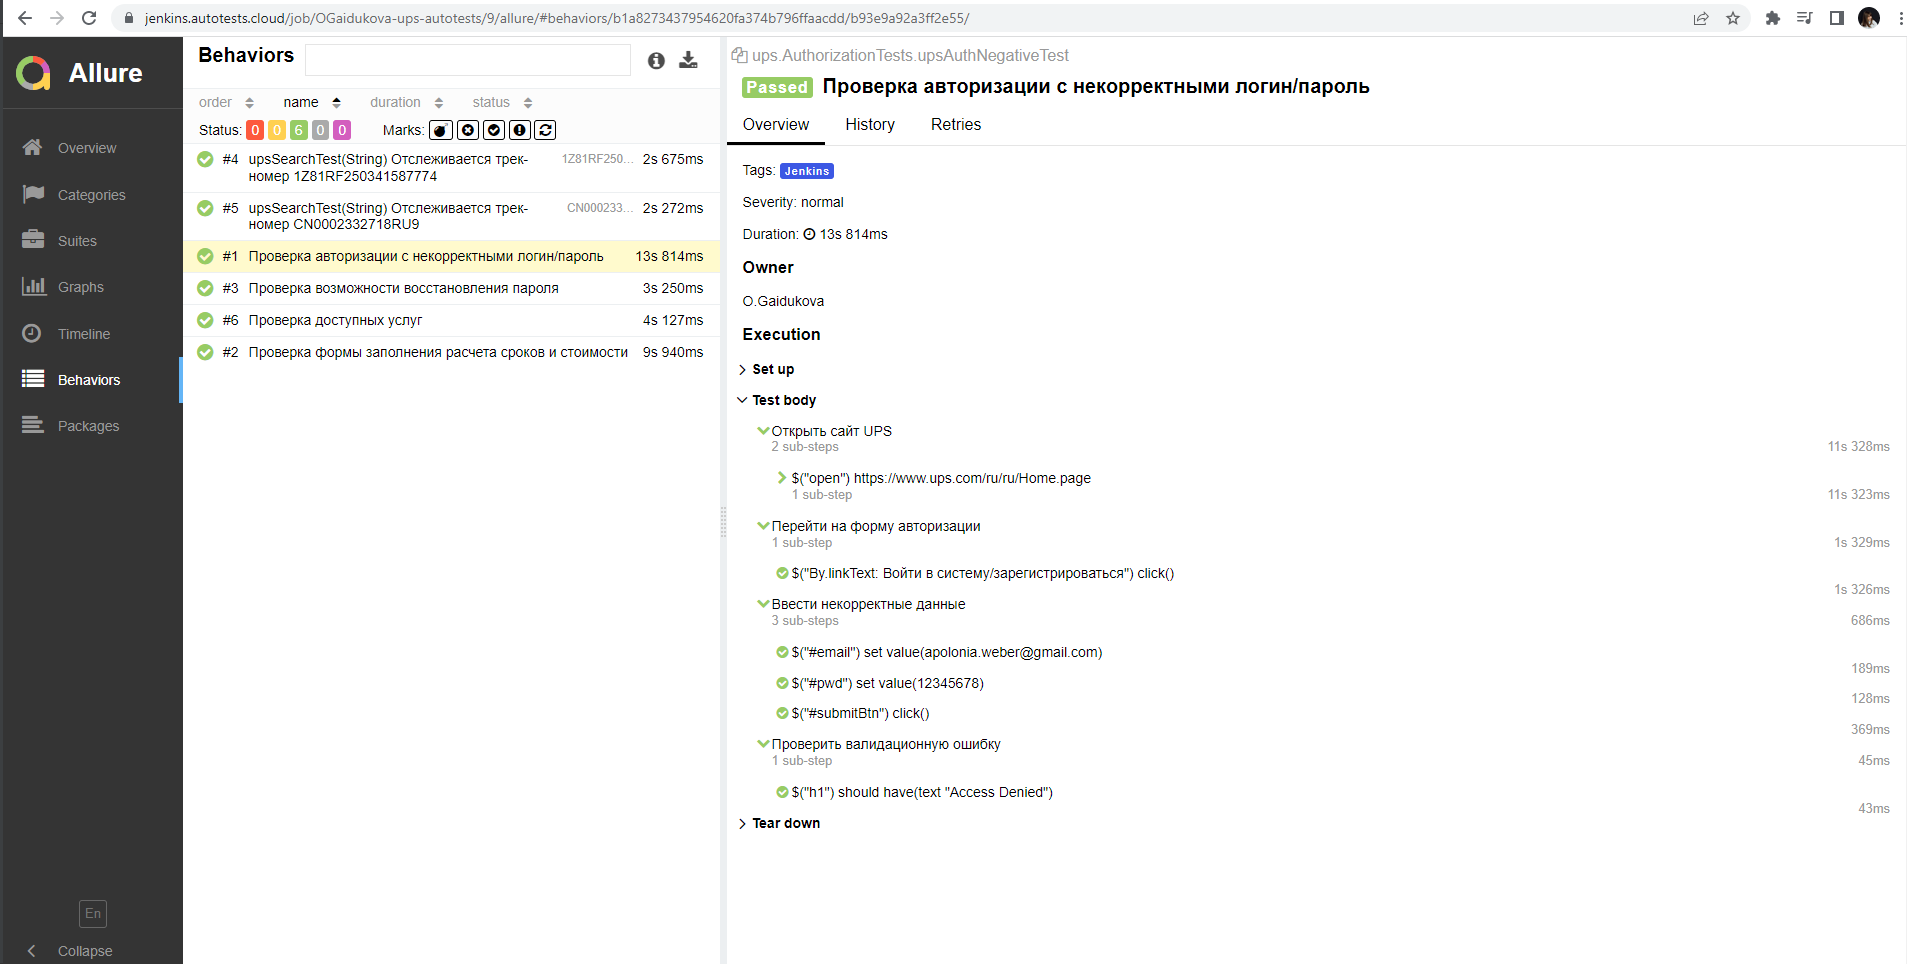 jenkins.autotests.cloud/job/OGaidukova-ups-autotests/9/allure/#behaviors/b1a8273437954620fa374b796ffaacdd/b93e9a92a3ff2e55/
Allure
Overview
Categories
Suites
Graphs
Timeline
Behaviors
Packages
En
Collapse
Behaviors
order name duration status
Status: 0 0 6 0 0 Marks:
#4 upsSearchTest(String) Отслеживается трек-номер 1Z81RF250341587774 1Z81RF250... 2s 675ms
#5 upsSearchTest(String) Отслеживается трек-номер CN0002332718RU9 CN000233... 2s 272ms
#1 Проверка авторизации с некорректными логин/пароль 13s 814ms
#3 Проверка возможности восстановления пароля 3s 250ms
#6 Проверка доступных услуг 4s 127ms
#2 Проверка формы заполнения расчета сроков и стоимости 9s 940ms
ups.AuthorizationTests.upsAuthNegativeTest
Passed Проверка авторизации с некорректными логин/пароль
Overview History Retries
Tags: Jenkins
Severity: normal
Duration: 13s 814ms
Owner
O.Gaidukova
Execution
Set up
Test body
Открыть сайт UPS
2 sub-steps 11s 328ms
$("open") https://www.ups.com/ru/ru/Home.page
1 sub-step 11s 323ms
Перейти на форму авторизации
1 sub-step 1s 329ms
$("By.linkText: Войти в систему/зарегистрироваться") click()
1s 326ms
Ввести некорректные данные
3 sub-steps 686ms
$("#email") set value(apolonia.weber@gmail.com)
189ms
$("#pwd") set value(12345678)
128ms
$("#submitBtn") click()
369ms
Проверить валидационную ошибку
1 sub-step 45ms
$("h1") should have(text "Access Denied")
43ms
Tear down